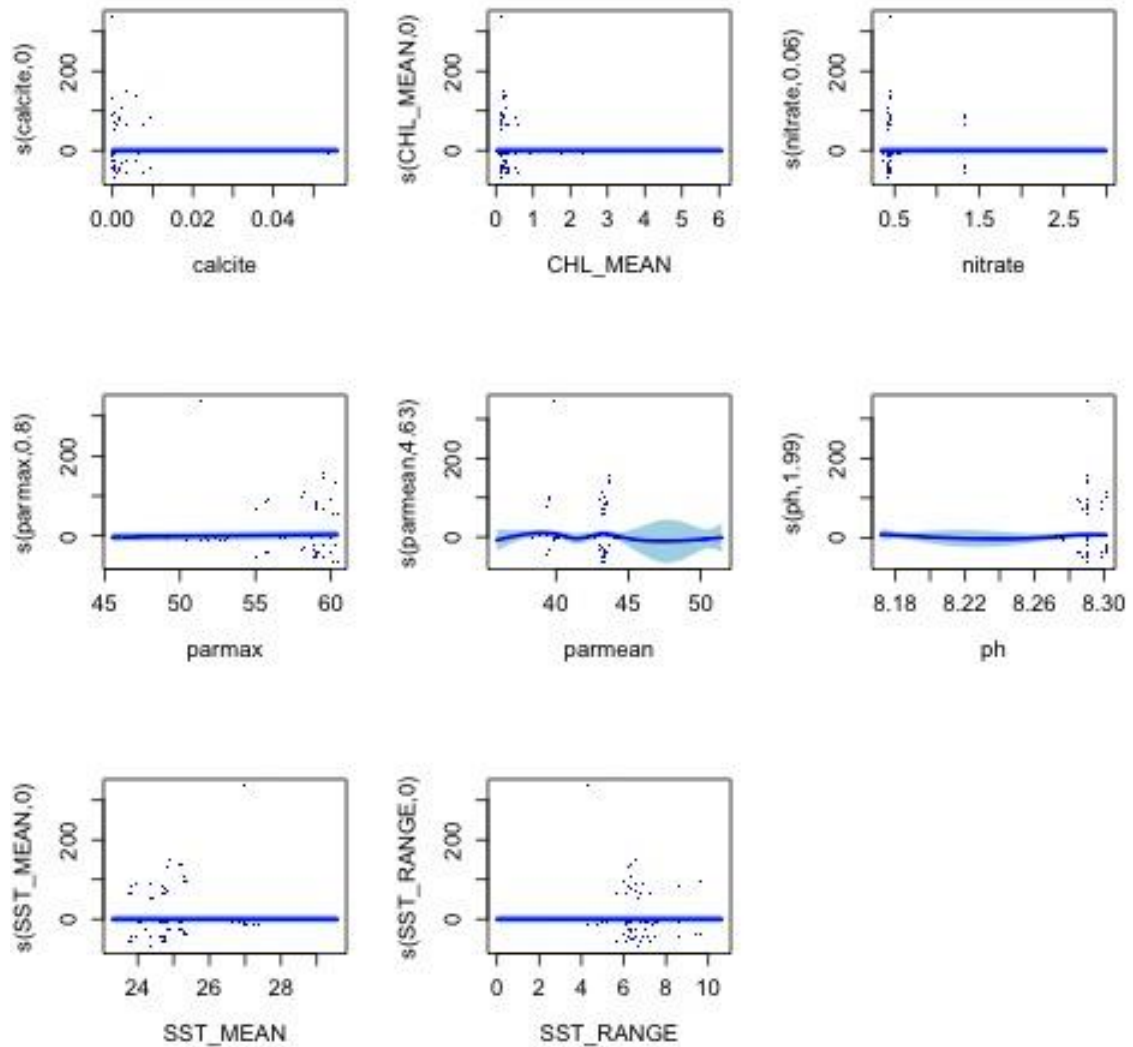 s(calcite,0)
0 200
0.00 0.02 0.04
calcite
s(CHL_MEAN,0)
0 200
0 1 2 3 4 5 6
CHL_MEAN
s(nitrate,0.06)
0 200
0.5 1.5 2.5
nitrate
s(parmax,0.8)
0 200
45 50 55 60
parmax
s(parmean,4.63)
0 200
40 45 50
parmean
s(ph,1.99)
0 200
8.18 8.22 8.26 8.30
ph
s(SST_MEAN,0)
0 200
24 26 28
SST_MEAN
s(SST_RANGE,0)
0 200
0 2 4 6 8 10
SST_RANGE